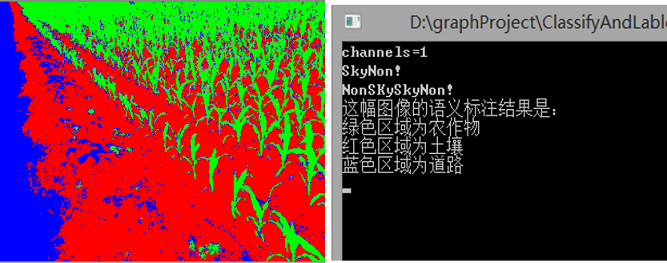 D:\graphProject\ClassifyAndLable
channels=1
SkyNon!
NonSKySkyNon!
这幅图像的语义标注结果是:
绿色区域为农作物
红色区域为土壤
蓝色区域为道路